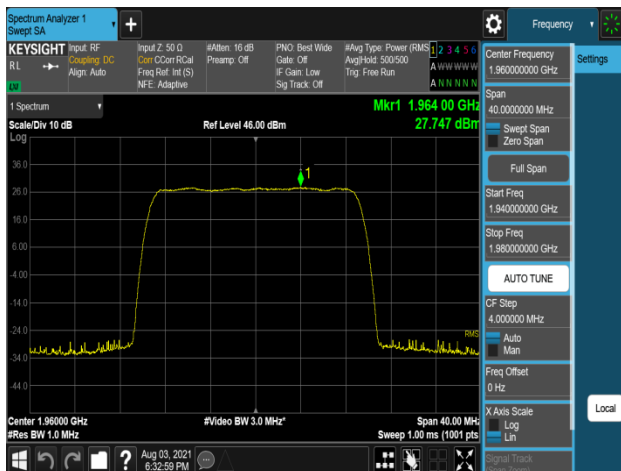 Spectrum Analyzer 1
Swept SA
+
Frequency
KEYSIGHT
RL
Input: RF
Coupling: DC
Align: Auto
Input Z: 50 Ω
Corr CCorr RCal
Freq Ref: Int (S)
NFE: Adaptive
#Atten: 16 dB
Preamp: Off
PNO: Best Wide
Gate: Off
IF Gain: Low
Sig Track: Off
#Avg Type: Power (RMS
Avg|Hold: 500/500
Trig: Free Run
1 2 3 4 5 6
A W W W W W
A N N N N N
LXI
1 Spectrum
Scale/Div 10 dB
Log
Ref Level 46.00 dBm
Mkr1 1.964 00 GHz
27.747 dBm
36.0
26.0
16.0
6.00
-4.00
-14.0
-24.0
-34.0
-44.0
1
RMS
Center 1.96000 GHz
#Res BW 1.0 MHz
#Video BW 3.0 MHz*
Span 40.00 MHz
Sweep 1.00 ms (1001 pts
?
Aug 03, 2021
6:32:59 PM
Center Frequency
1.960000000 GHz
Span
40.0000000 MHz
Swept Span
Zero Span
Full Span
Start Freq
1.940000000 GHz
Stop Freq
1.980000000 GHz
AUTO TUNE
CF Step
4.000000 MHz
Auto
Man
Freq Offset
0 Hz
X Axis Scale
Log
Lin
Signal Track
Settings
Local